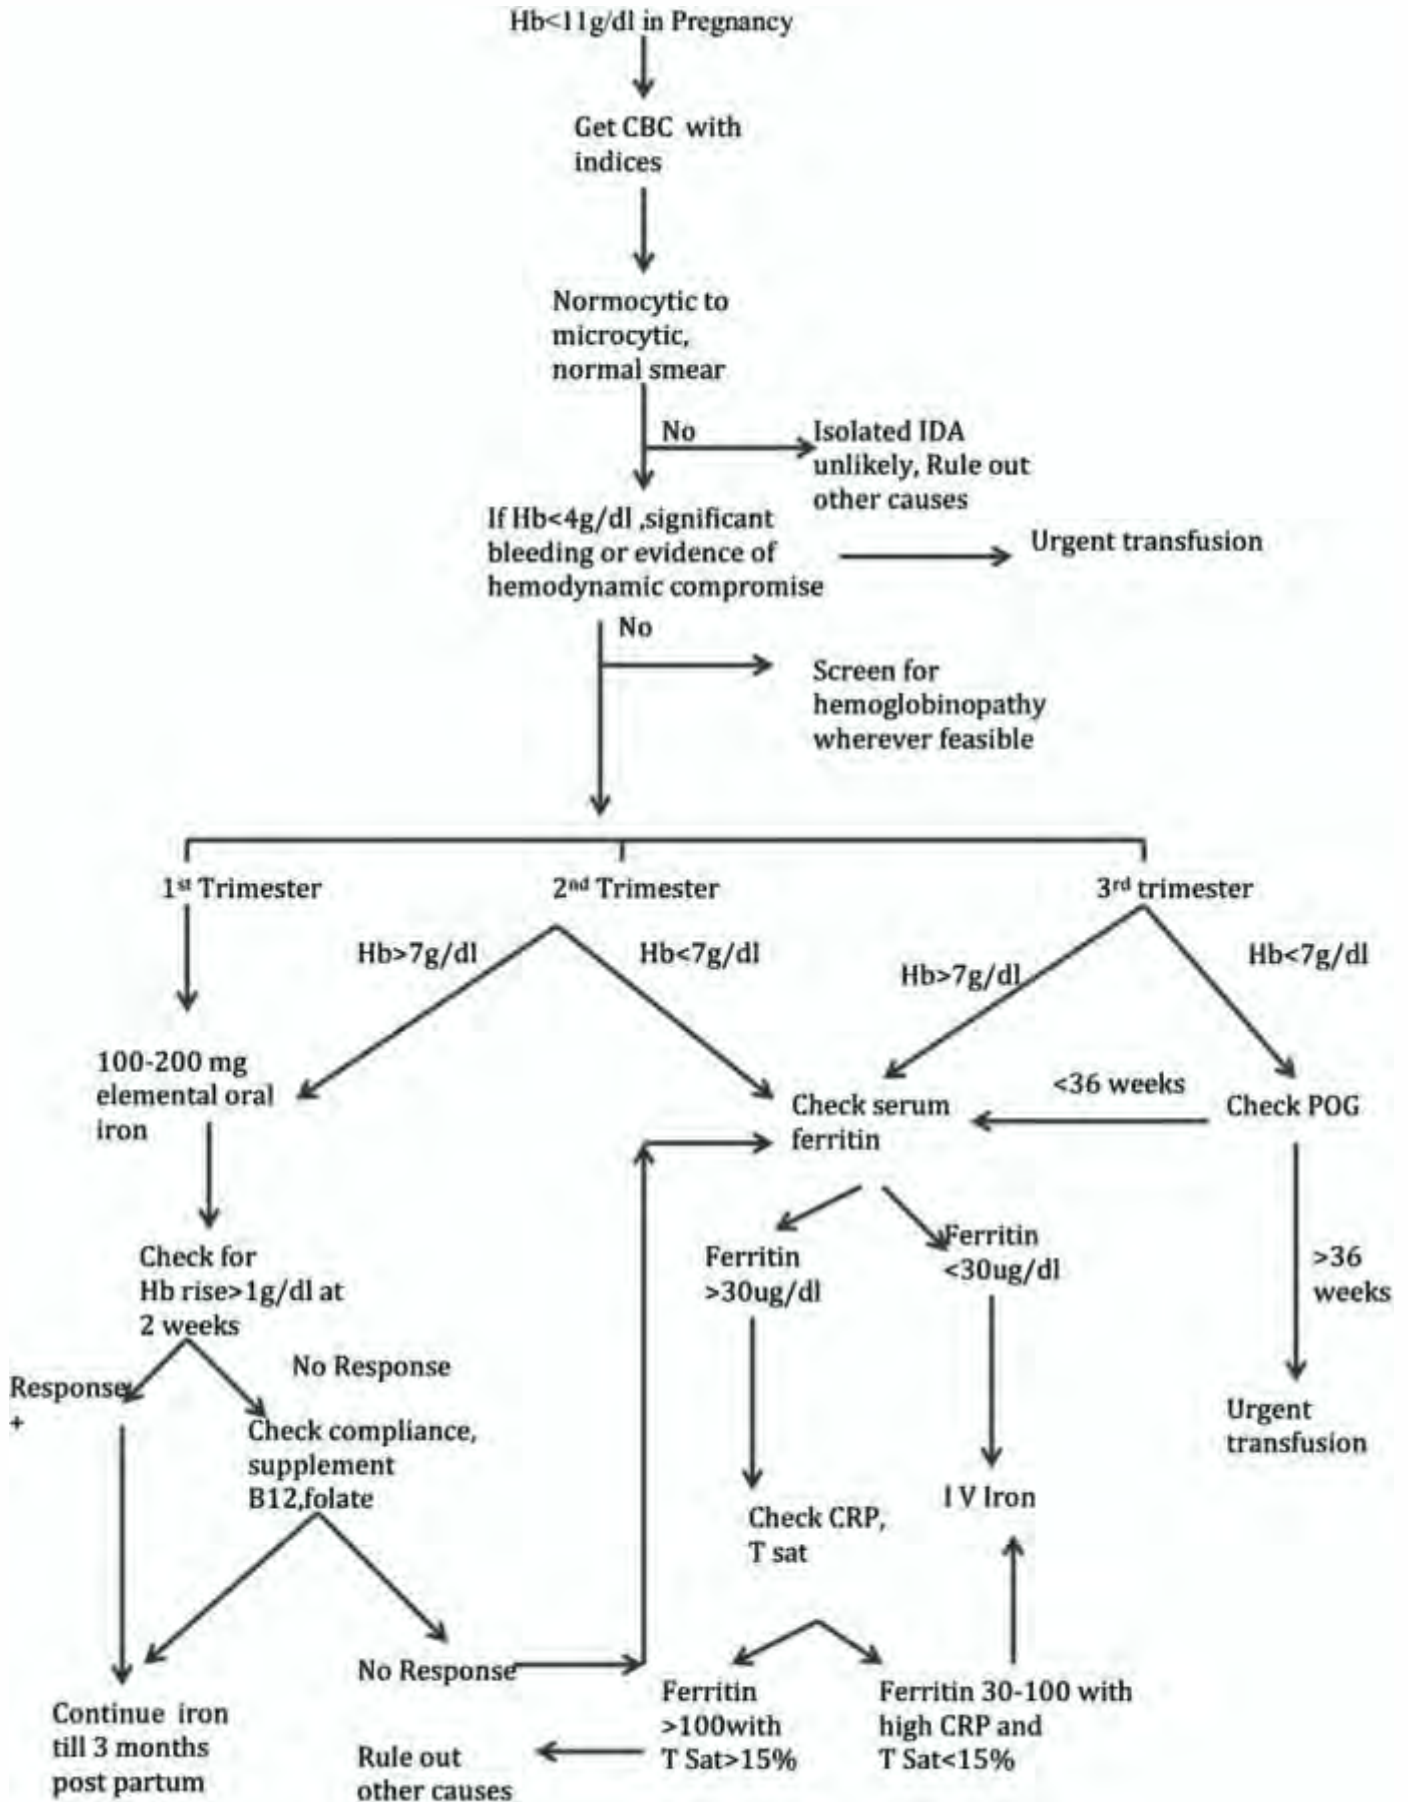 Hb<11g/dl in Pregnancy
Get CBC with
indices
Normocytic to
microcytic,
normal smear
No
Isolated IDA
unlikely, Rule out
other causes
If Hb<4g/dl ,significant
bleeding or evidence of
hemodynamic compromise
Urgent transfusion
No
Screen for
hemoglobinopathy
wherever feasible
1st Trimester
2nd Trimester
3rd trimester
Hb>7g/dl
Hb<7g/dl
Hb>7g/dl
Hb<7g/dl
100-200 mg
elemental oral
iron
Check serum
ferritin
<36 weeks
Check POG
Check for
Hb rise>1g/dl at
2 weeks
Ferritin
>30ug/dl
Ferritin
<30ug/dl
>36
weeks
Response
+
No Response
Check compliance,
supplement
B12,folate
Urgent
transfusion
Check CRP,
T sat
I V Iron
No Response
Continue iron
till 3 months
post partum
Rule out
other causes
Ferritin
>100with
T Sat>15%
Ferritin 30-100 with
high CRP and
T Sat<15%